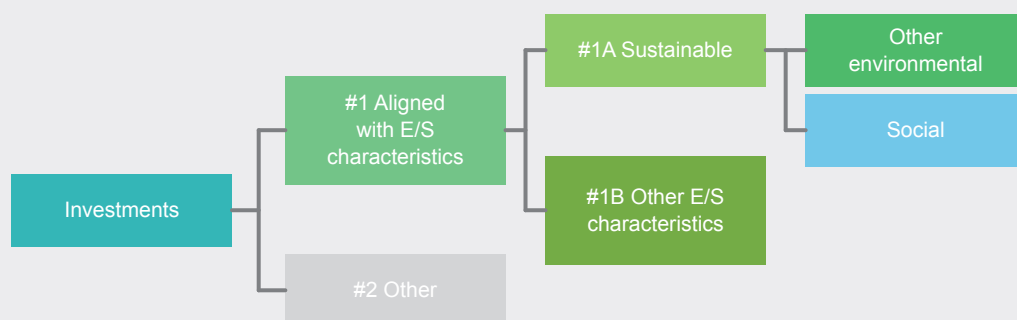 Investments
#1 Aligned
with E/S
characteristics
#2 Other
#1A Sustainable
#1B Other E/S
characteristics
Other
environmental
Social